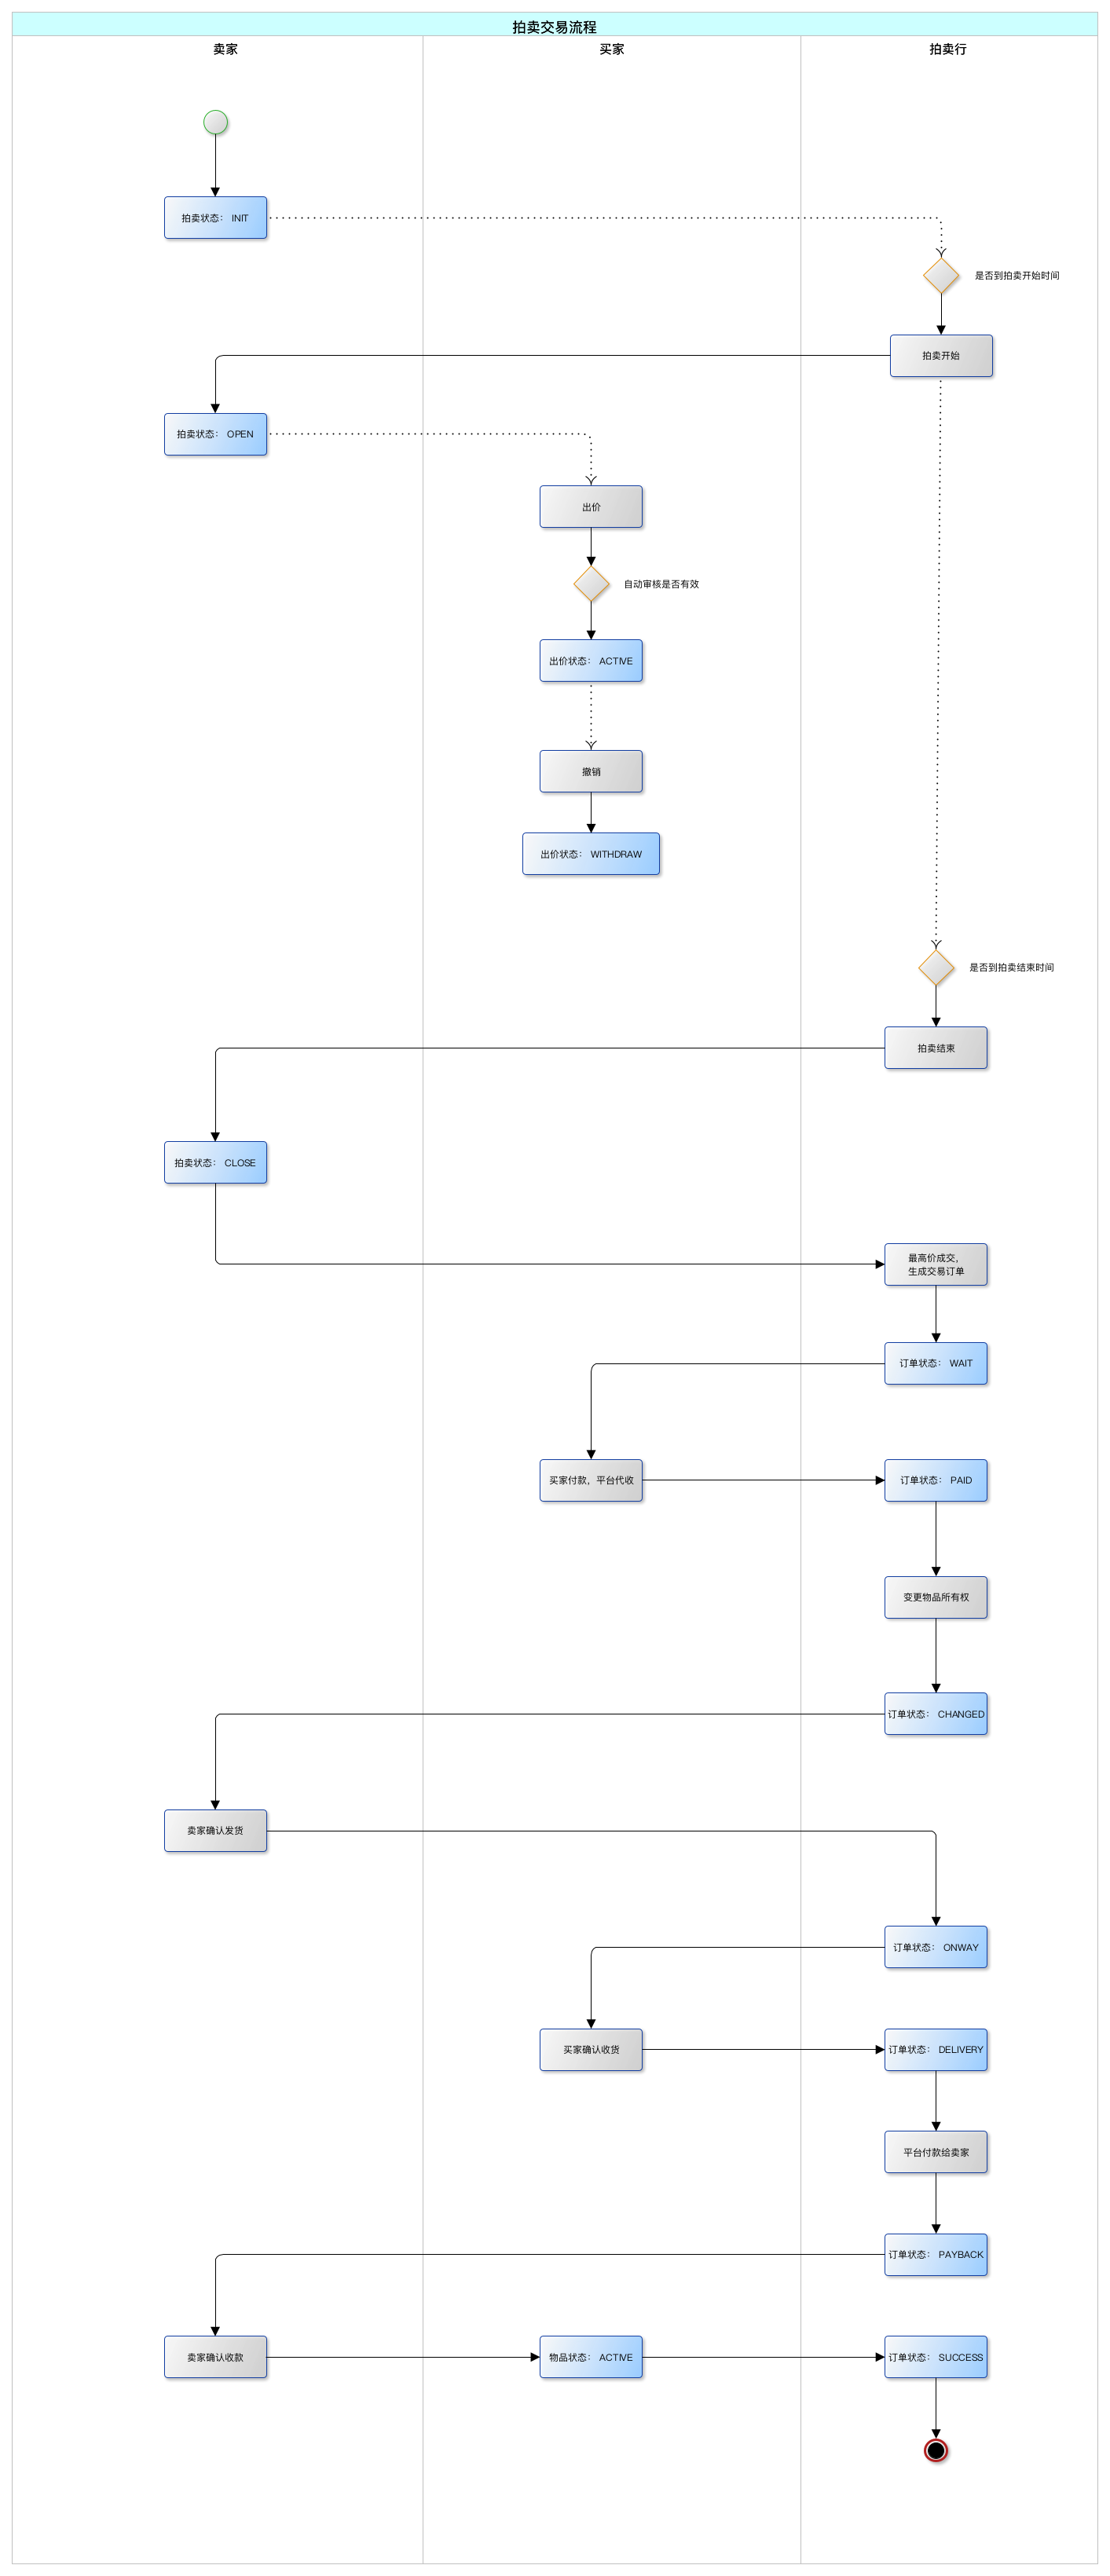 拍卖交易流程
卖家
买家
拍卖行
拍卖状态： INIT
是否到拍卖开始时间
拍卖开始
拍卖状态： OPEN
出价
自动审核是否有效
出价状态： ACTIVE
撤销
出价状态： WITHDRAW
是否到拍卖结束时间
拍卖结束
拍卖状态： CLOSE
最高价成交，
生成交易订单
订单状态： WAIT
买家付款，平台代收
订单状态： PAID
变更物品所有权
订单状态： CHANGED
卖家确认发货
订单状态： ONWAY
买家确认收货
订单状态： DELIVERY
平台付款给卖家
订单状态： PAYBACK
卖家确认收款
物品状态： ACTIVE
订单状态： SUCCESS